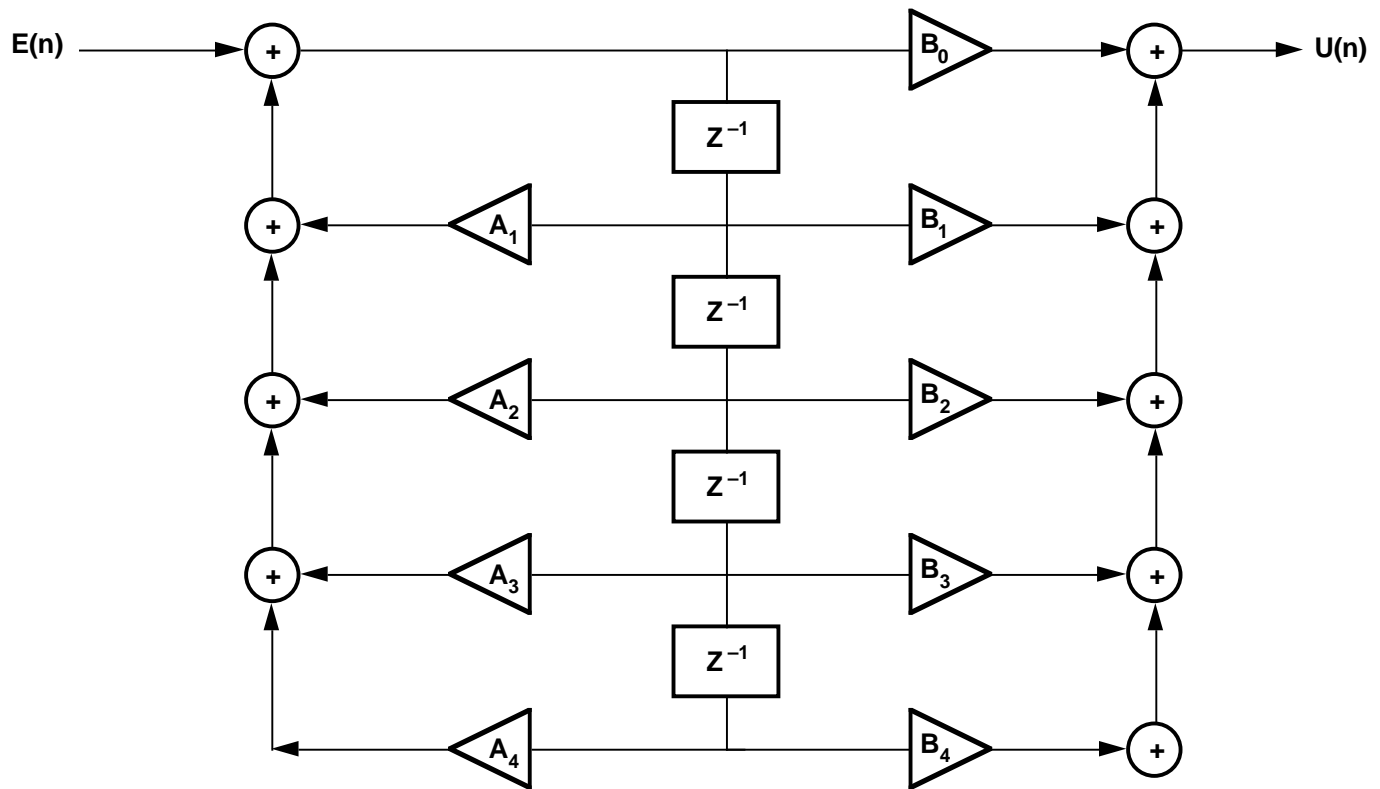 E(n) + B₀ + U(n)
Z⁻¹
+ A₁ B₁ +
Z⁻¹
+ A₂ B₂ +
Z⁻¹
+ A₃ B₃ +
Z⁻¹
A₄ B₄ +